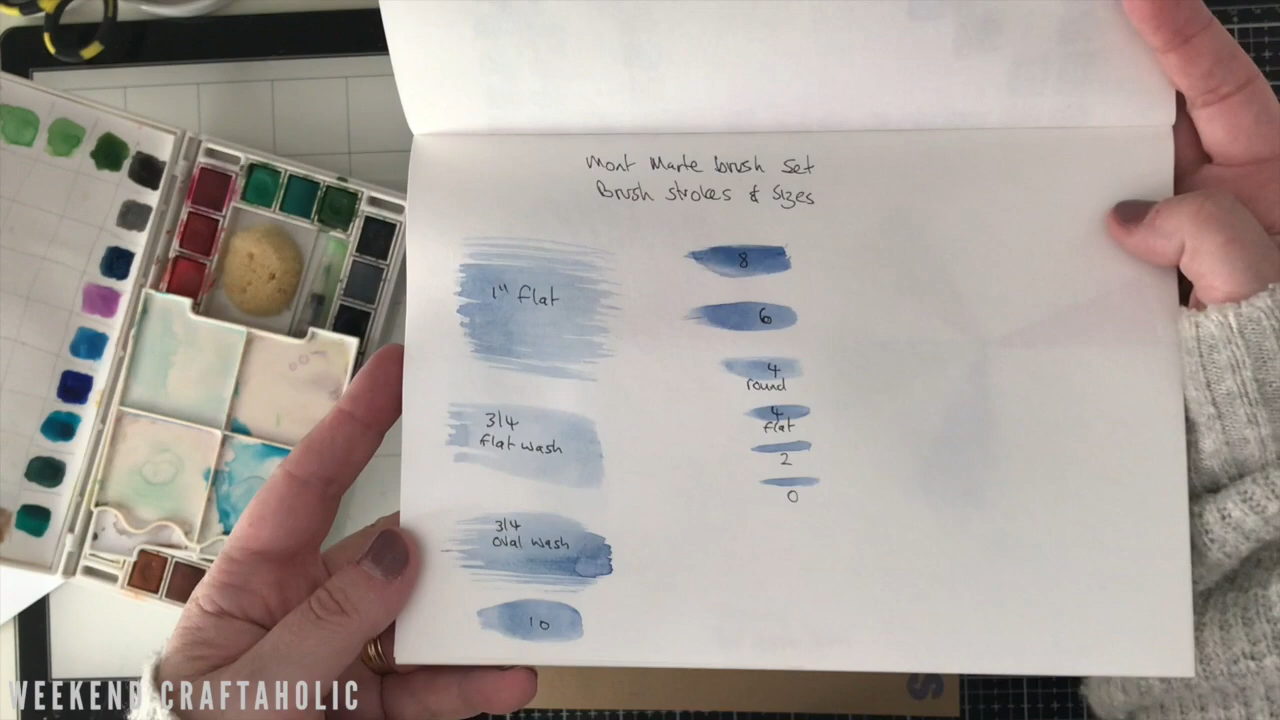 Mont Marte brush set
Brush strokes & sizes
1" flat
3/4
flat wash
3/4
oval wash
10
8
6
4
round
4
flat
2
0
WEEKEND CRAFTAHOLIC